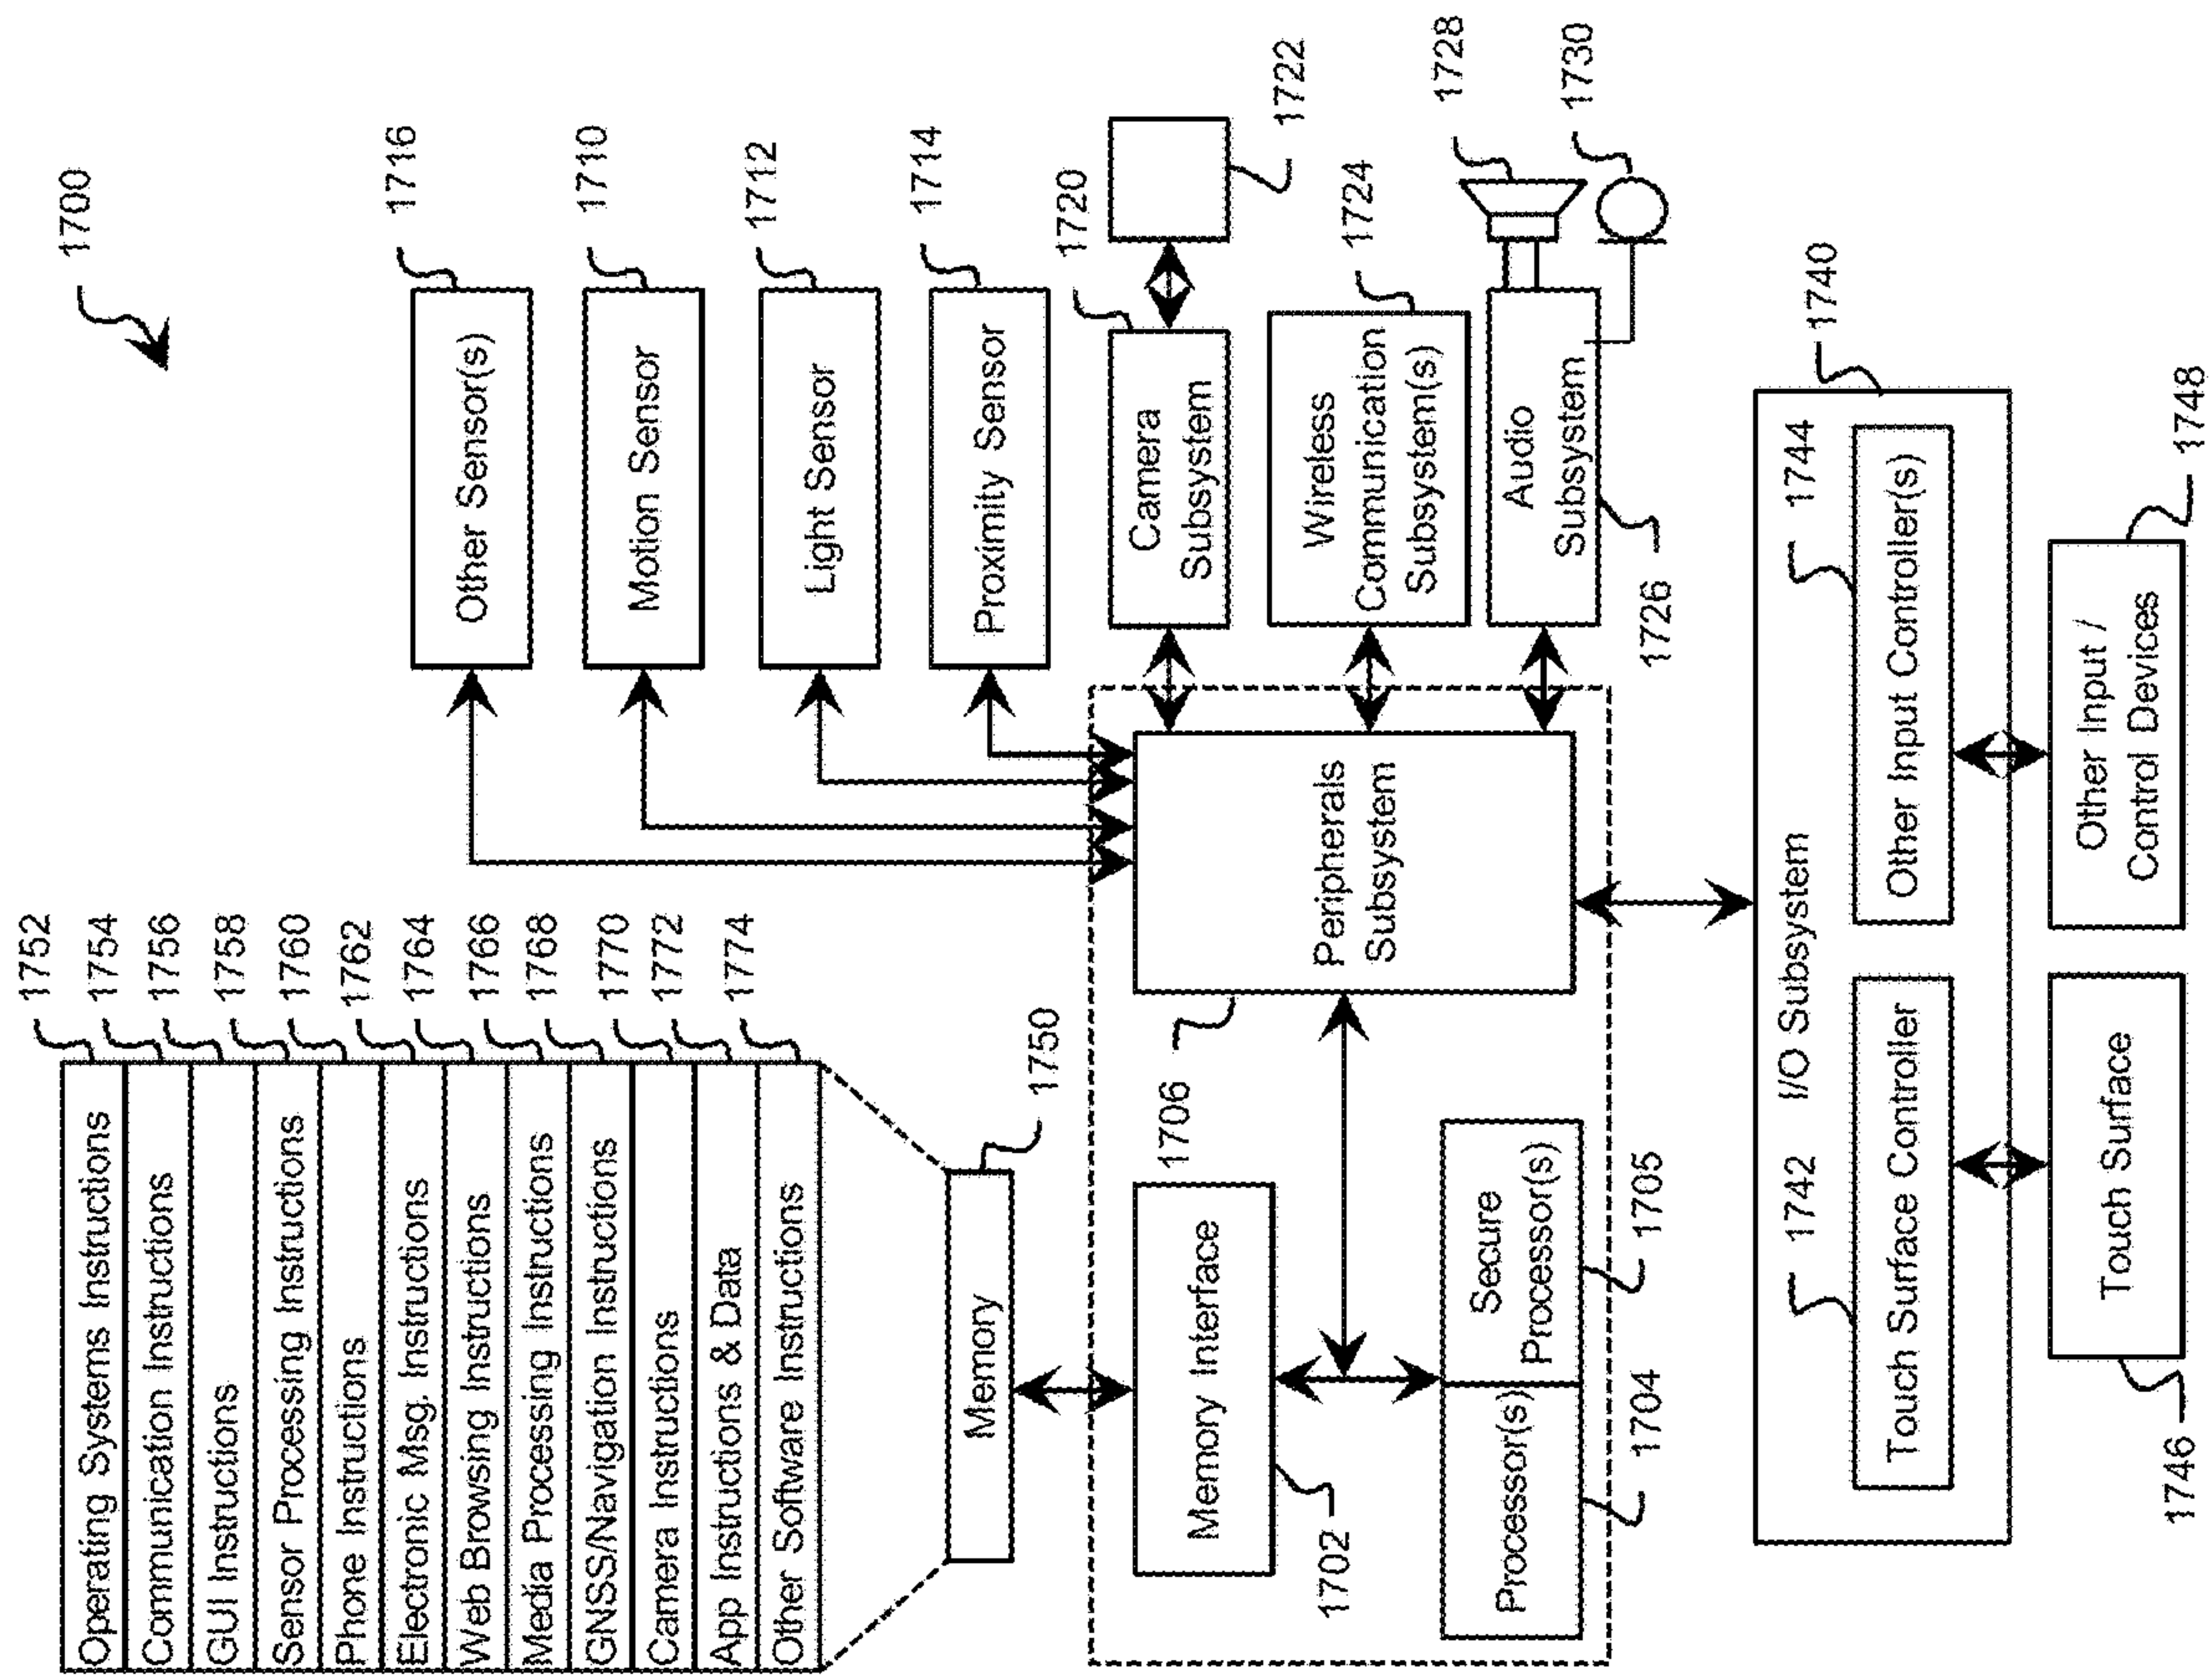 1700
Operating Systems Instructions
1752
Communication Instructions
1754
GUI Instructions
1756
Sensor Processing Instructions
1758
Phone Instructions
1760
Electronic Msg. Instructions
1762
Web Browsing Instructions
1764
Media Processing Instructions
1766
GNSS/Navigation Instructions
1768
Camera Instructions
1770
App Instructions & Data
1772
Other Software Instructions
1774
Memory
1750
Other Sensor(s)
1716
Motion Sensor
1710
Light Sensor
1712
Proximity Sensor
1714
Camera
Subsystem
1720
1722
Wireless
Communication
Subsystem(s)
1724
Audio
Subsystem
1726
1728
1730
Memory Interface
1702
Peripherals
Subsystem
1706
Processor(s)
1704
Secure
Processor(s)
1705
I/O Subsystem
1740
1742
Touch Surface Controller
1744
Other Input Controller(s)
Touch Surface
1746
Other Input /
Control Devices
1748